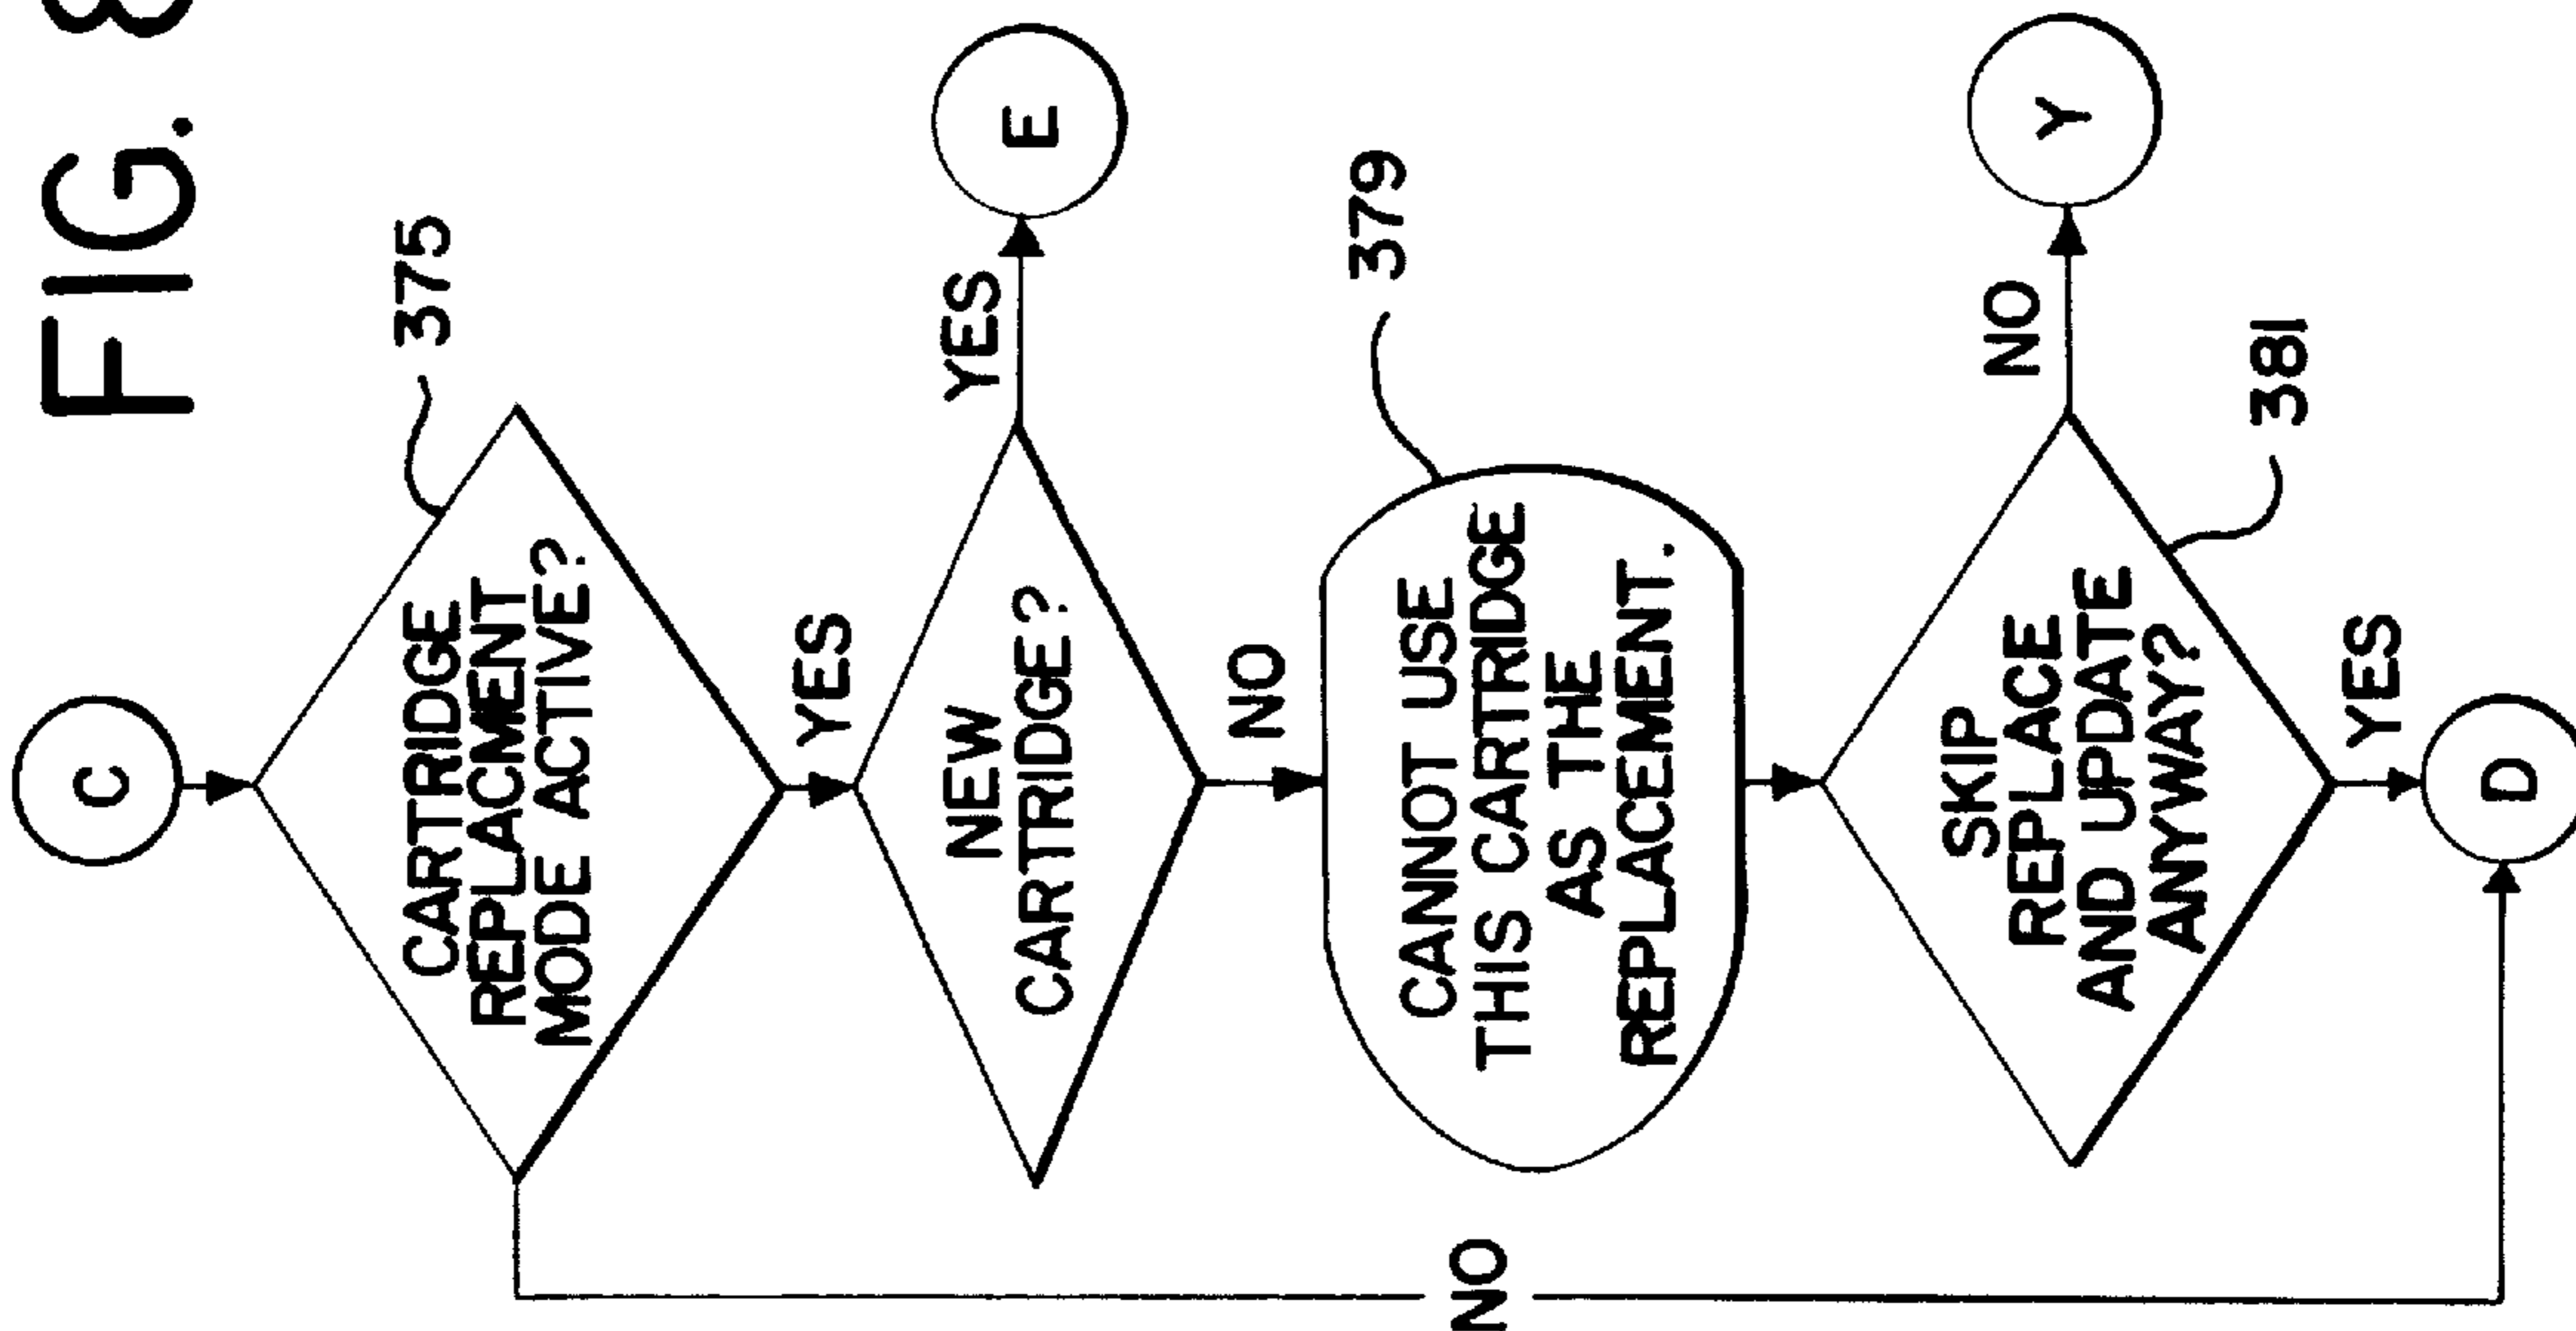 FIG. 8
C
375
CARTRIDGE
REPLACMENT
MODE ACTIVE?
YES
NEW
CARTRIDGE?
YES
E
NO
379
CANNOT USE
THIS CARTRIDGE
AS THE
REPLACEMENT.
NO
SKIP
REPLACE
AND UPDATE
ANYWAY?
NO
Y
381
YES
D